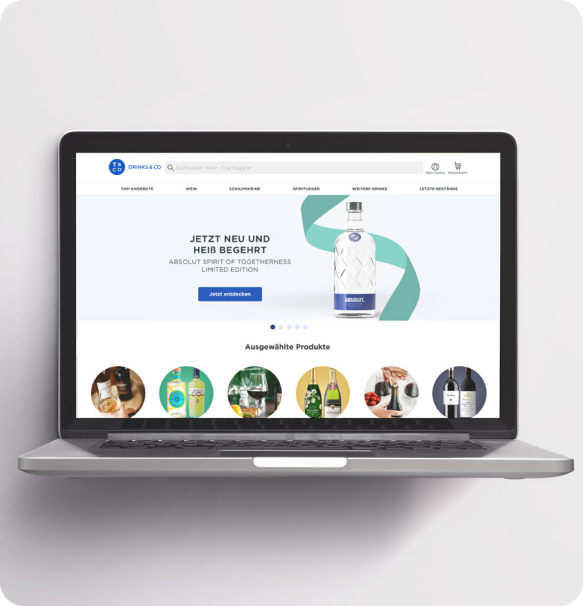 Y &
CO
DRINKS & CO
Spirituosen, Wein, Champagner...
Mein Konto
Warenkorb
TOP-ANGEBOTE
WEIN
SCHAUMWEINE
SPIRITUOSEN
WEITERE DRINKS
LETZTE BESTÄNDE
JETZT NEU UND
HEIß BEGEHRT
ABSOLUT SPIRIT OF TOGETHERNESS
LIMITED EDITION
Jetzt entdecken
ABSOLUT.
Ausgewählte Produkte